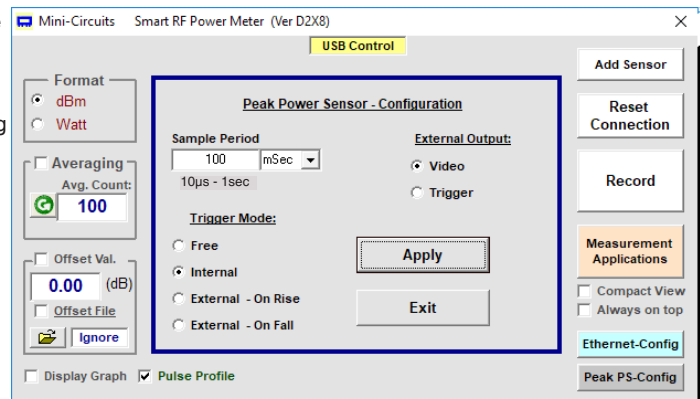 Mini-Circuits Smart RF Power Meter (Ver D2X8)
USB Control
Format
dBm
Watt
Averaging
Avg. Count:
100
Offset Val.
0.00 (dB)
Offset File
Ignore
Display Graph Pulse Profile
Peak Power Sensor - Configuration
Sample Period
100 mSec
10µs - 1sec
Trigger Mode:
Free
Internal
External - On Rise
External - On Fall
External Output:
Video
Trigger
Apply
Exit
Add Sensor
Reset
Connection
Record
Measurement
Applications
Compact View
Always on top
Ethernet-Config
Peak PS-Config